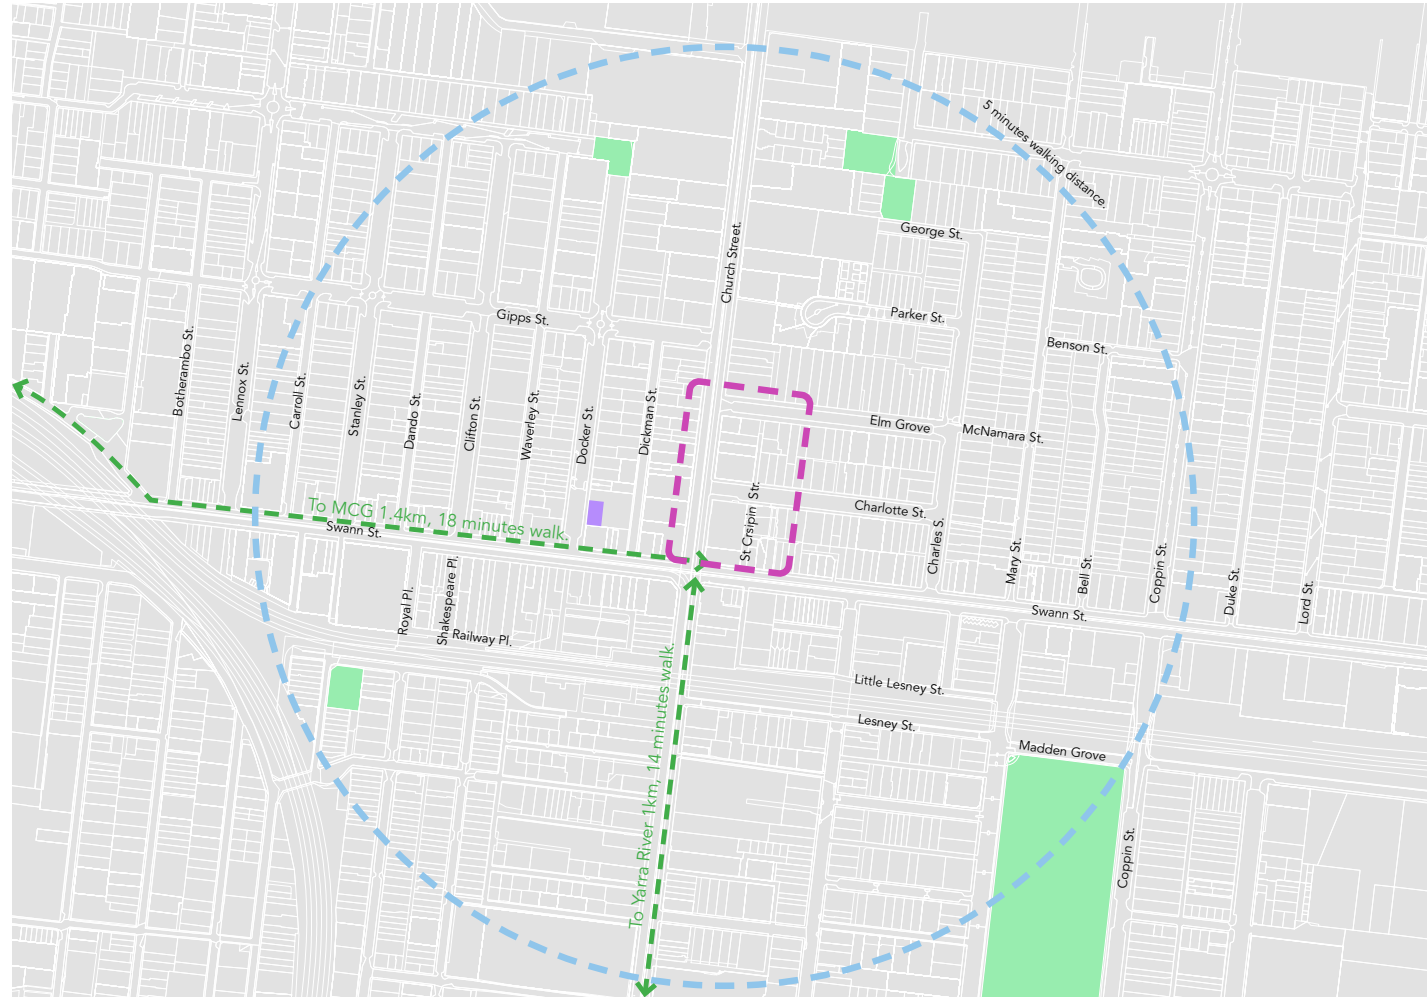 5 minutes walking distance.
George St.
Church Street.
Parker St.
Gipps St.
Benson St.
Botherambo St.
Lennox St.
Carroll St.
Stanley St.
Dando St.
Clifton St.
Waverley St.
Docker St.
Dickman St.
Elm Grove
McNamara St.
St Crsipin Str.
Charlotte St.
Charles S.
To MCG 1.4km, 18 minutes walk.
Swann St.
Mary St.
Bell St.
Coppin St.
Duke St.
Lord St.
Royal Pl.
Shakespeare Pl.
Railway Pl.
Swann St.
To Yarra River 1km, 14 minutes walk.
Little Lesney St.
Lesney St.
Madden Grove
Coppin St.